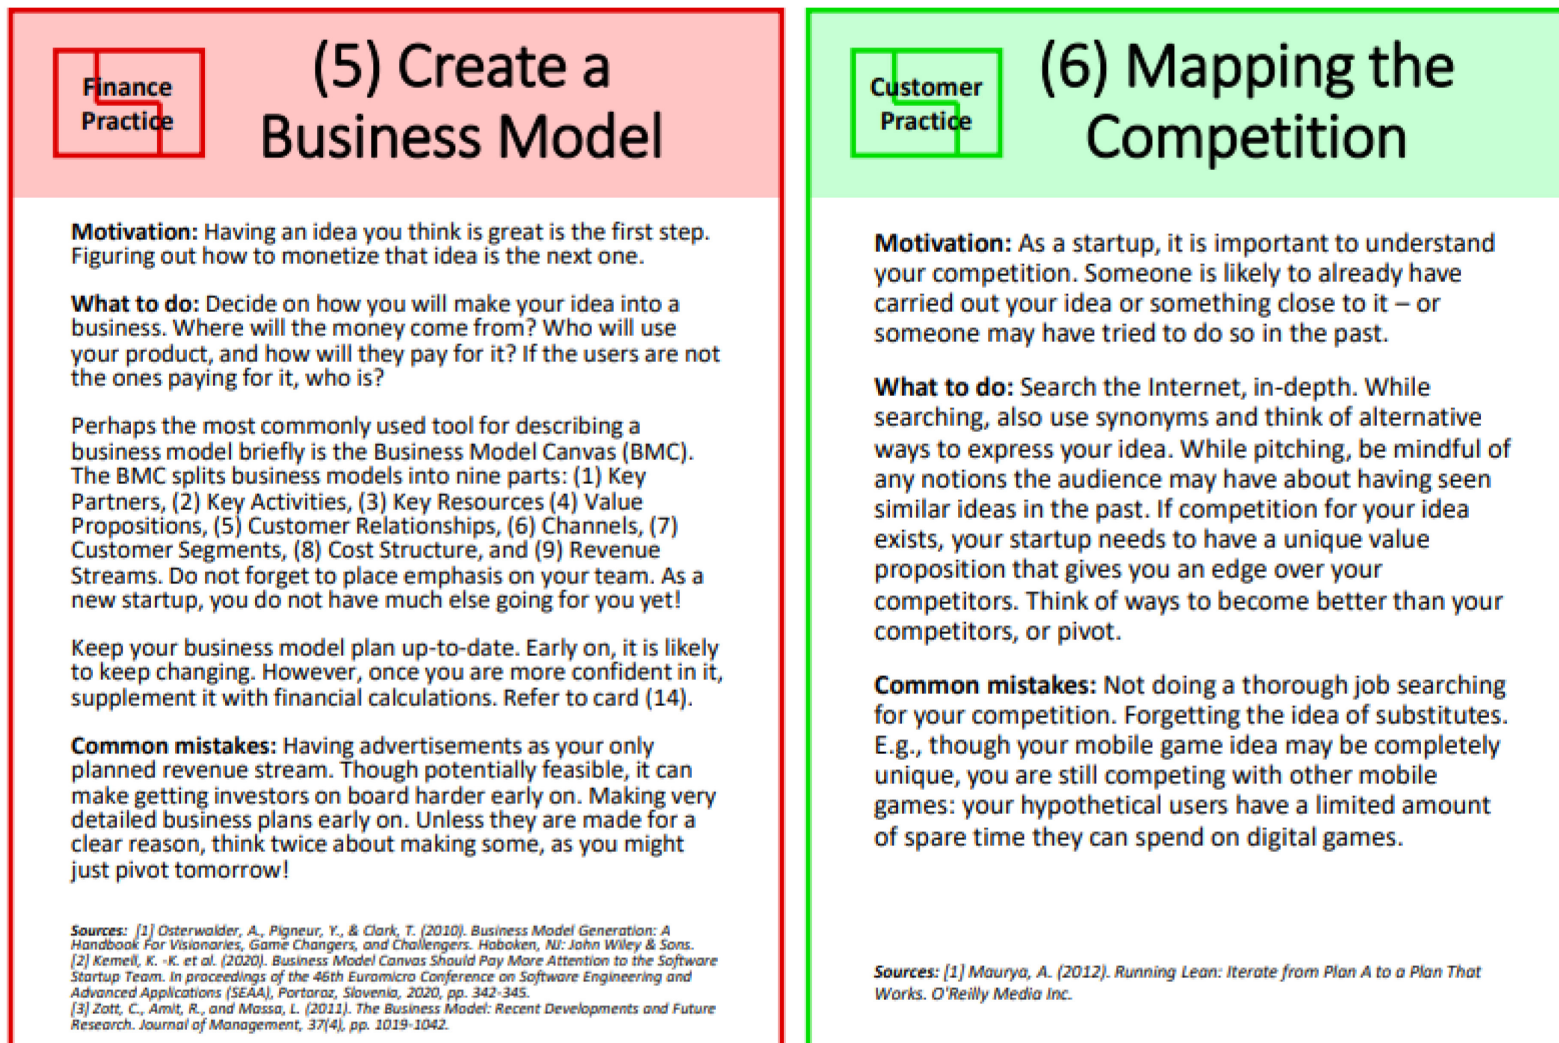 Finance
Practice
(5) Create a
Business Model
Motivation: Having an idea you think is great is the first step.
Figuring out how to monetize that idea is the next one.
What to do: Decide on how you will make your idea into a
business. Where will the money come from? Who will use
your product, and how will they pay for it? If the users are not
the ones paying for it, who is?
Perhaps the most commonly used tool for describing a
business model briefly is the Business Model Canvas (BMC).
The BMC splits business models into nine parts: (1) Key
Partners, (2) Key Activities, (3) Key Resources (4) Value
Propositions, (5) Customer Relationships, (6) Channels, (7)
Customer Segments, (8) Cost Structure, and (9) Revenue
Streams. Do not forget to place emphasis on your team. As a
new startup, you do not have much else going for you yet!
Keep your business model plan up-to-date. Early on, it is likely
to keep changing. However, once you are more confident in it,
supplement it with financial calculations. Refer to card (14).
Common mistakes: Having advertisements as your only
planned revenue stream. Though potentially feasible, it can
make getting investors on board harder early on. Making very
detailed business plans early on. Unless they are made for a
clear reason, think twice about making some, as you might
just pivot tomorrow!
Sources: [1] Osterwalder, A., Pigneur, Y., & Clark, T. (2010). Business Model Generation: A
Handbook For Visionaries, Game Changers, and Challengers. Hoboken, NJ: John Wiley & Sons.
[2] Kemell, K. -K. et al. (2020). Business Model Canvas Should Pay More Attention to the Software
Startup Team. In proceedings of the 46th Euromicro Conference on Software Engineering and
Advanced Applications (SEAA), Portoroz, Slovenia, 2020, pp. 342-345.
[3] Zott, C., Amit, R., and Massa, L. (2011). The Business Model: Recent Developments and Future
Research. Journal of Management, 37(4), pp. 1019-1042.
Customer
Practice
(6) Mapping the
Competition
Motivation: As a startup, it is important to understand
your competition. Someone is likely to already have
carried out your idea or something close to it – or
someone may have tried to do so in the past.
What to do: Search the Internet, in-depth. While
searching, also use synonyms and think of alternative
ways to express your idea. While pitching, be mindful of
any notions the audience may have about having seen
similar ideas in the past. If competition for your idea
exists, your startup needs to have a unique value
proposition that gives you an edge over your
competitors. Think of ways to become better than your
competitors, or pivot.
Common mistakes: Not doing a thorough job searching
for your competition. Forgetting the idea of substitutes.
E.g., though your mobile game idea may be completely
unique, you are still competing with other mobile
games: your hypothetical users have a limited amount
of spare time they can spend on digital games.
Sources: [1] Maurya, A. (2012). Running Lean: Iterate from Plan A to a Plan That
Works. O'Reilly Media Inc.